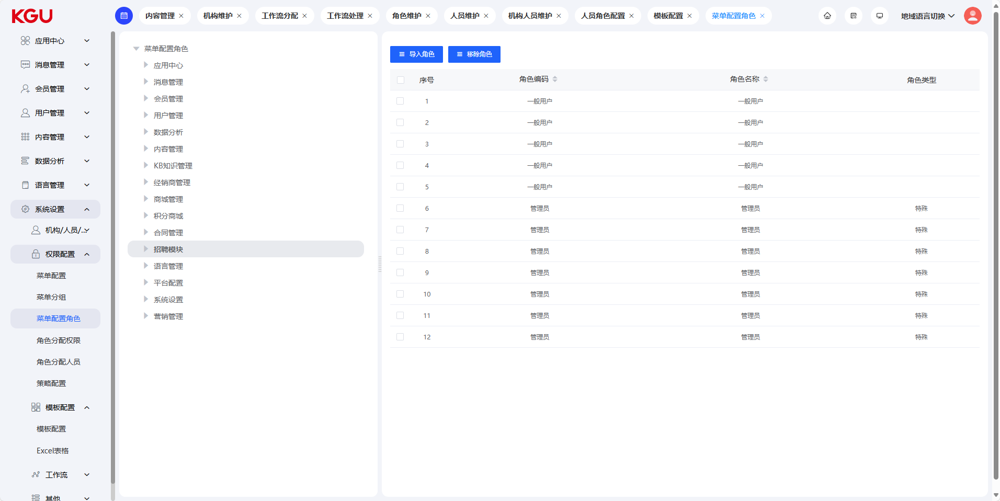 KGU
内容管理
机构维护
工作流分配
工作流处理
角色维护
人员维护
机构人员维护
人员角色配置
模板配置
菜单配置角色
地域语言切换
应用中心
消息管理
会员管理
用户管理
内容管理
数据分析
语言管理
系统设置
机构/人员/...
权限配置
菜单配置
菜单分组
菜单配置角色
角色分配权限
角色分配人员
策略配置
模板配置
模板配置
Excel表格
工作流
其他
菜单配置角色
应用中心
消息管理
会员管理
用户管理
数据分析
内容管理
KB知识管理
经销商管理
商城管理
积分商城
合同管理
招聘模块
语言管理
平台配置
系统设置
营销管理
导入角色 移除角色
序号 角色编码 角色名称 角色类型
1 一般用户 一般用户
2 一般用户 一般用户
3 一般用户 一般用户
4 一般用户 一般用户
5 一般用户 一般用户
6 管理员 管理员 特殊
7 管理员 管理员 特殊
8 管理员 管理员 特殊
9 管理员 管理员 特殊
10 管理员 管理员 特殊
11 管理员 管理员 特殊
12 管理员 管理员 特殊